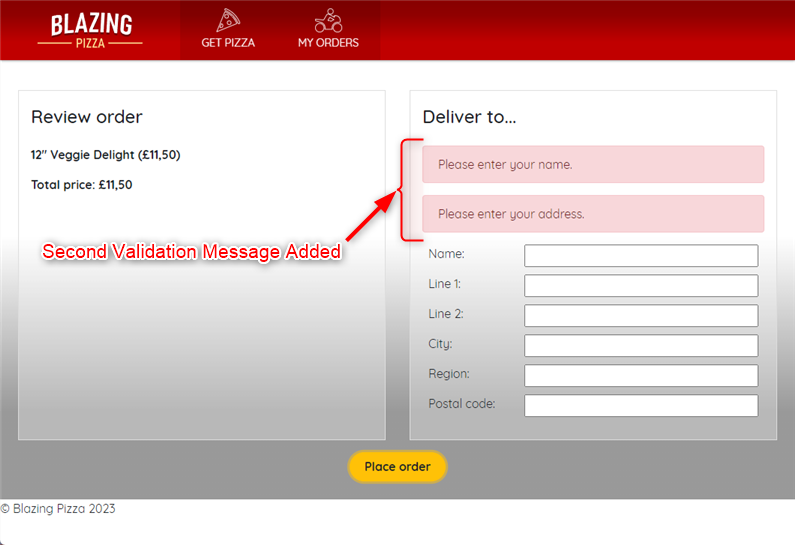 BLAZING
PIZZA
GET PIZZA
MY ORDERS
Review order
12" Veggie Delight (£11,50)
Total price: £11,50
Second Validation Message Added
Deliver to...
Please enter your name.
Please enter your address.
Name:
Line 1:
Line 2:
City:
Region:
Postal code:
Place order
© Blazing Pizza 2023